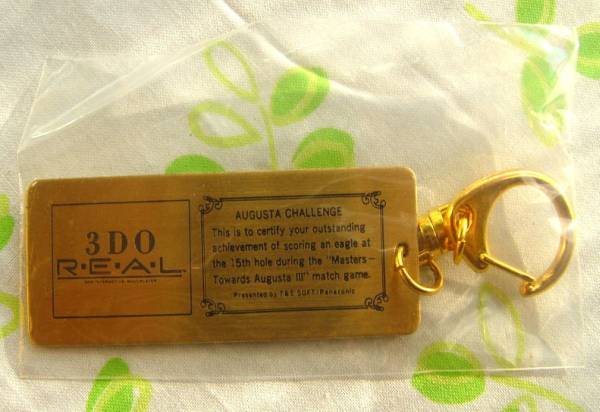 3DO
R·E·A·L
AUGUSTA CHALLENGE
This is to certify your outstanding
achievement of scoring an eagle at
the 15th hole during the "Masters-
Towards Augusta III" match game.
Presented by T&E SOFT/Panasonic